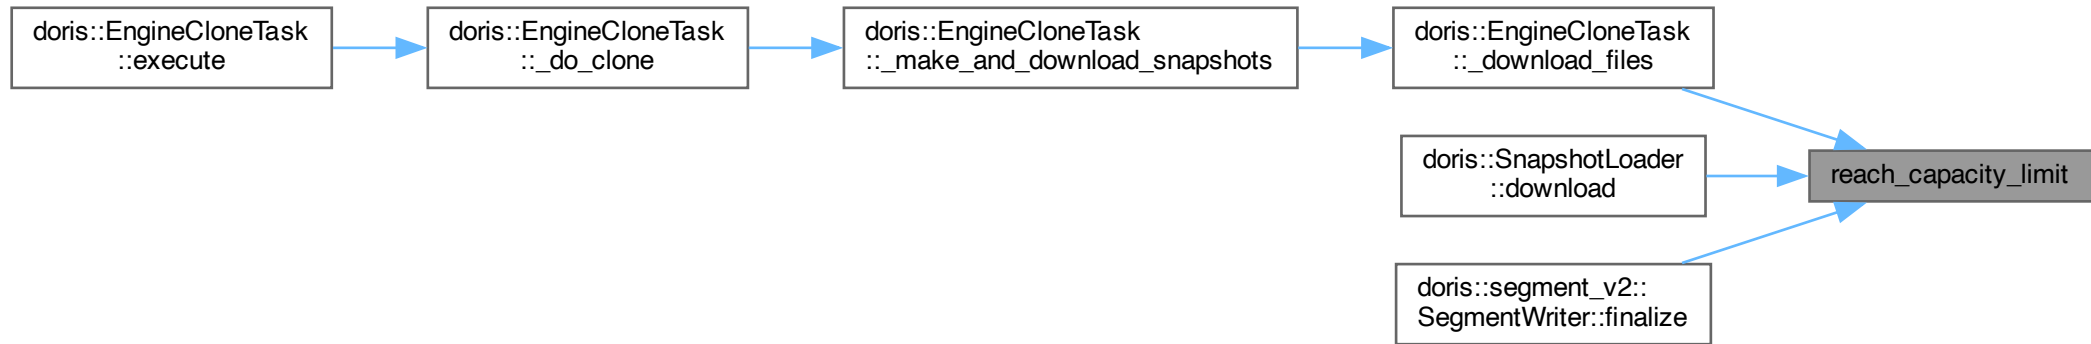 doris::EngineCloneTask
::execute
doris::EngineCloneTask
::_do_clone
doris::EngineCloneTask
::_make_and_download_snapshots
doris::EngineCloneTask
::_download_files
doris::SnapshotLoader
::download
reach_capacity_limit
doris::segment_v2::
SegmentWriter::finalize